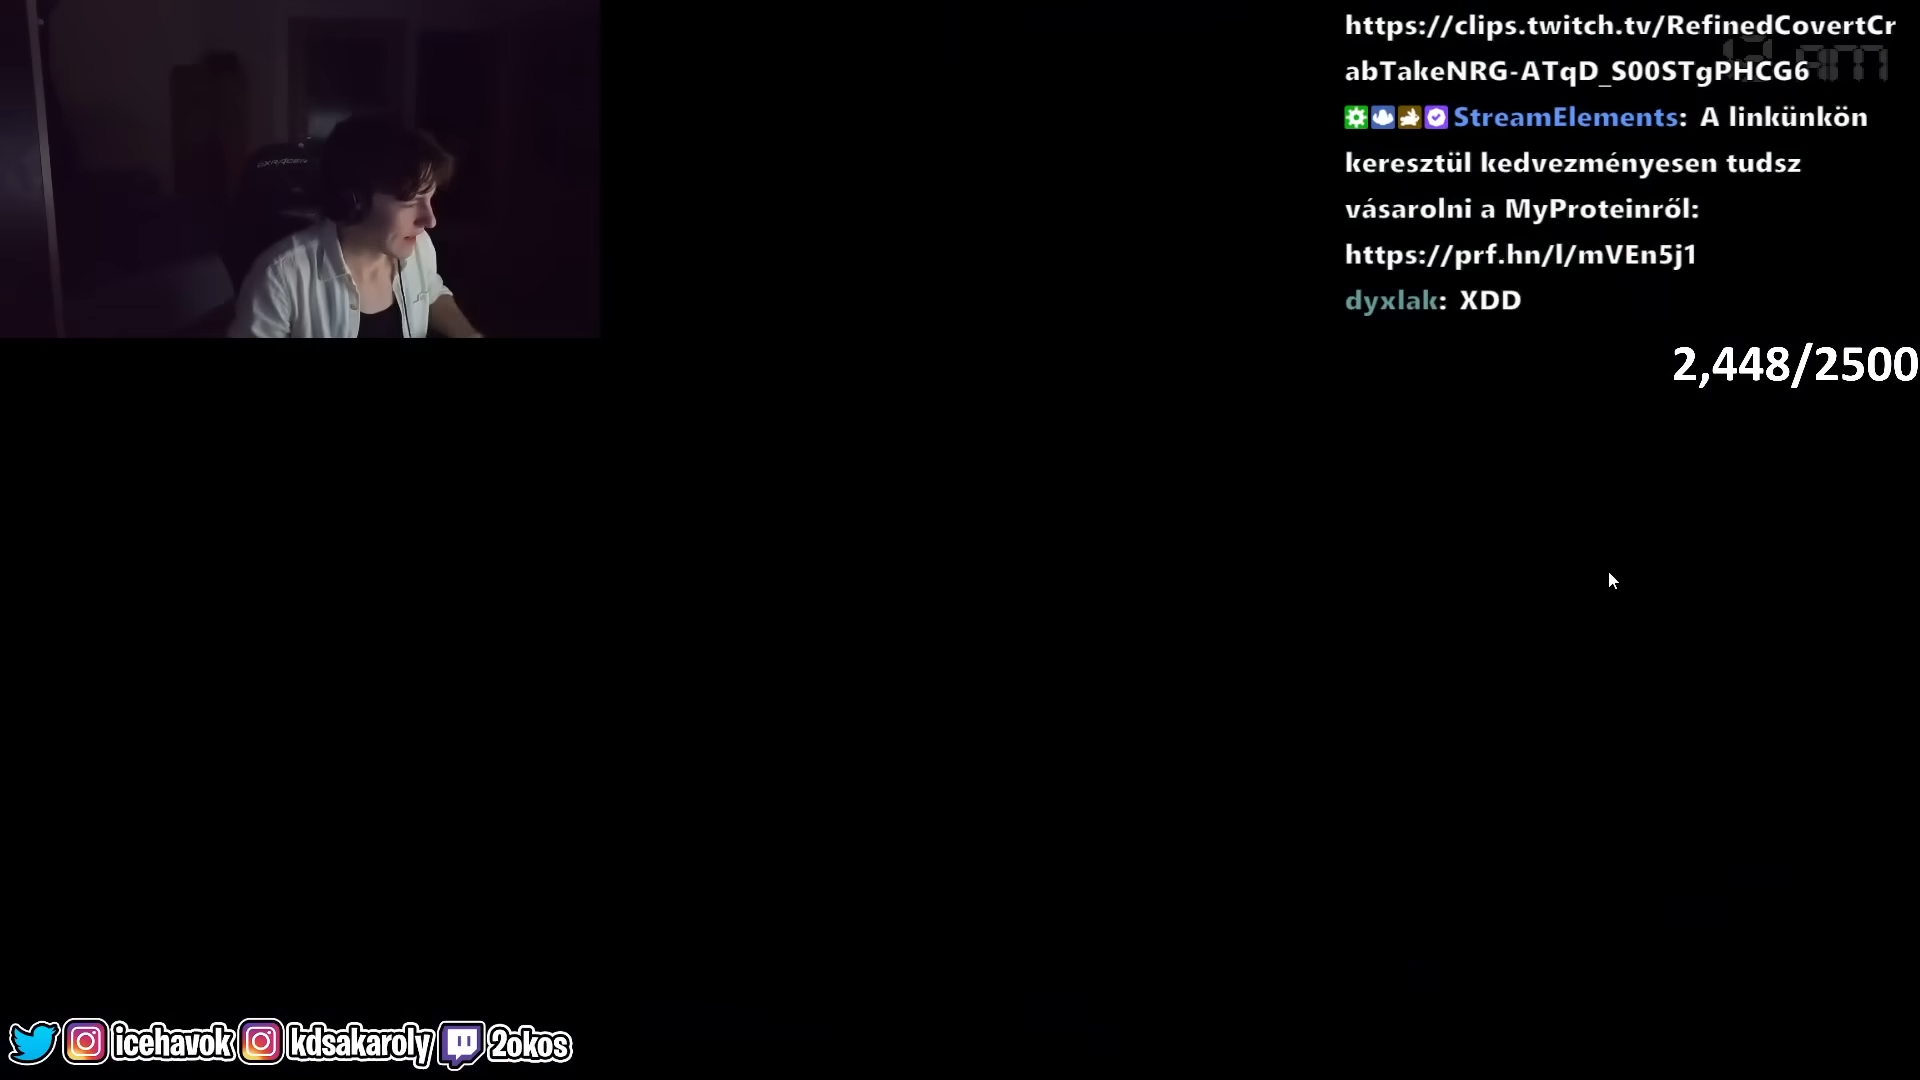 https://clips.twitch.tv/RefinedCovertCr
abTakeNRG-ATqD_S00STgPHCG6
StreamElements: A linkünkön
keresztül kedvezményesen tudsz
vásarolni a MyProteinről:
https://prf.hn/l/mVEn5j1
dyxlak: XDD
2,448/2500
icehavok kdsakaroly 2okos